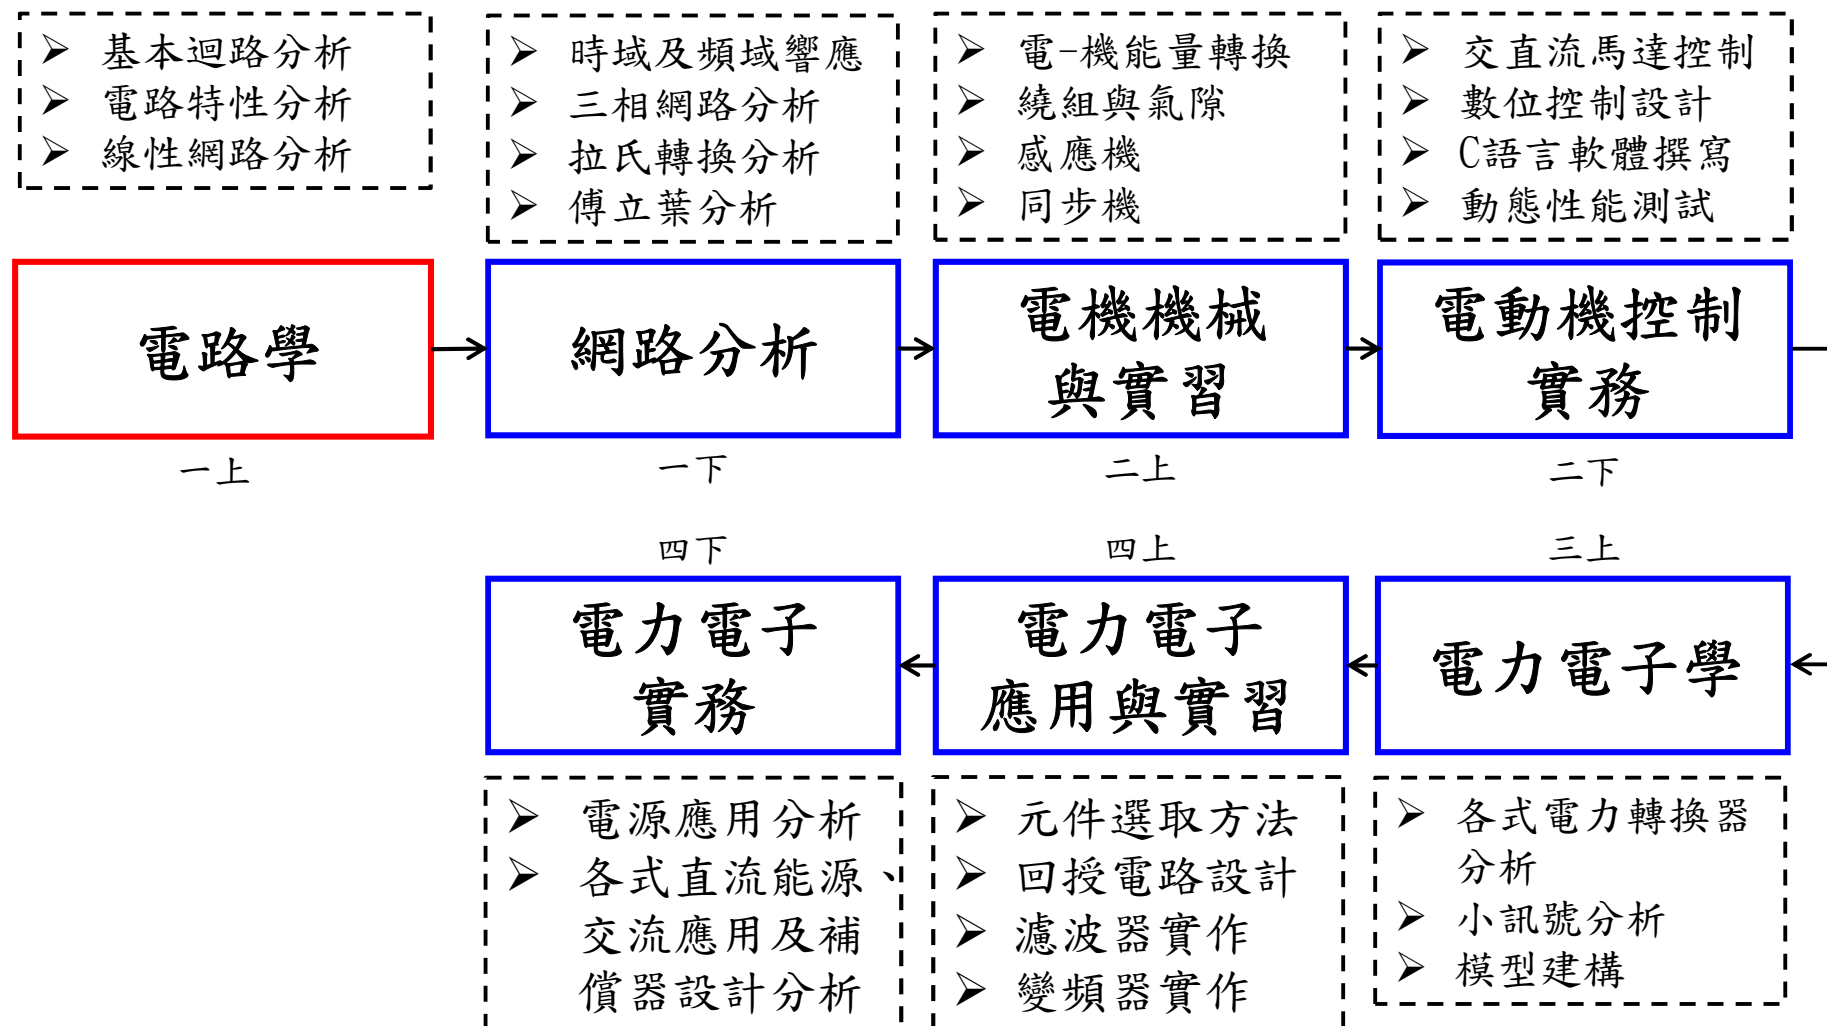 ➢ 基本迴路分析
➢ 電路特性分析
➢ 線性網路分析
➢ 時域及頻域響應
➢ 三相網路分析
➢ 拉氏轉換分析
➢ 傅立葉分析
➢ 電-機能量轉換
➢ 繞組與氣隙
➢ 感應機
➢ 同步機
➢ 交直流馬達控制
➢ 數位控制設計
➢ C語言軟體撰寫
➢ 動態性能測試
電路學
網路分析
電機機械
與實習
電動機控制
實務
一上
一下
二上
二下
四下
四上
三上
電力電子
實務
電力電子
應用與實習
電力電子學
➢ 電源應用分析
➢ 各式直流能源、
交流應用及補
償器設計分析
➢ 元件選取方法
➢ 回授電路設計
➢ 濾波器實作
➢ 變頻器實作
➢ 各式電力轉換器
分析
➢ 小訊號分析
➢ 模型建構